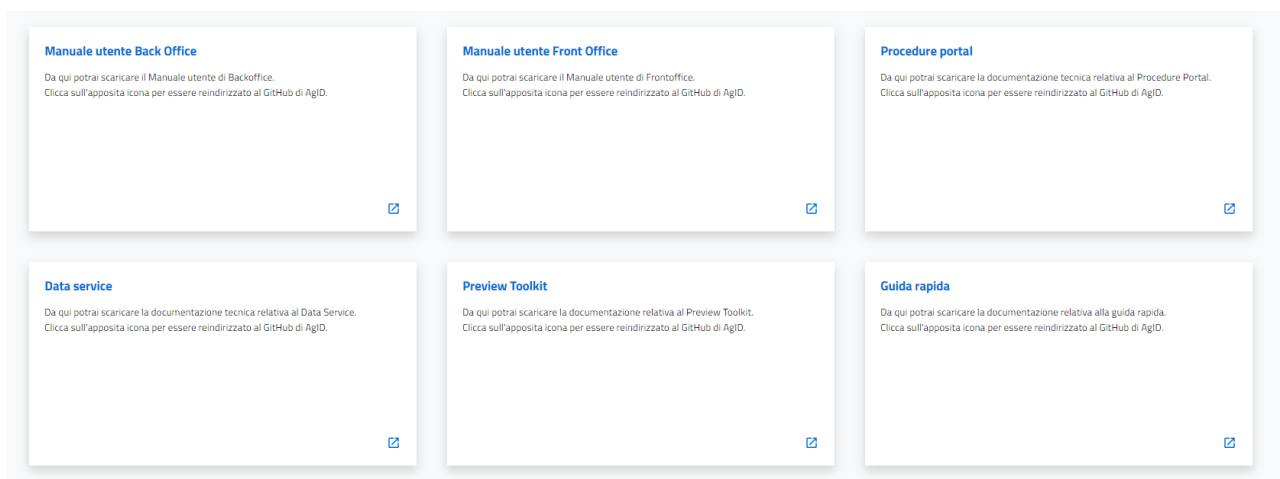 Manuale utente Back Office
Da qui potrai scaricare il Manuale utente di Backoffice.
Clicca sull'apposita icona per essere reindirizzato al GitHub di AgID.
Manuale utente Front Office
Da qui potrai scaricare il Manuale utente di Frontoffice.
Clicca sull'apposita icona per essere reindirizzato al GitHub di AgID.
Procedure portal
Da qui potrai scaricare la documentazione tecnica relativa al Procedure Portal.
Clicca sull'apposita icona per essere reindirizzato al GitHub di AgID.
Data service
Da qui potrai scaricare la documentazione tecnica relativa al Data Service.
Clicca sull'apposita icona per essere reindirizzato al GitHub di AgID.
Preview Toolkit
Da qui potrai scaricare la documentazione relativa al Preview Toolkit.
Clicca sull'apposita icona per essere reindirizzato al GitHub di AgID.
Guida rapida
Da qui potrai scaricare la documentazione relativa alla guida rapida.
Clicca sull'apposita icona per essere reindirizzato al GitHub di AgID.